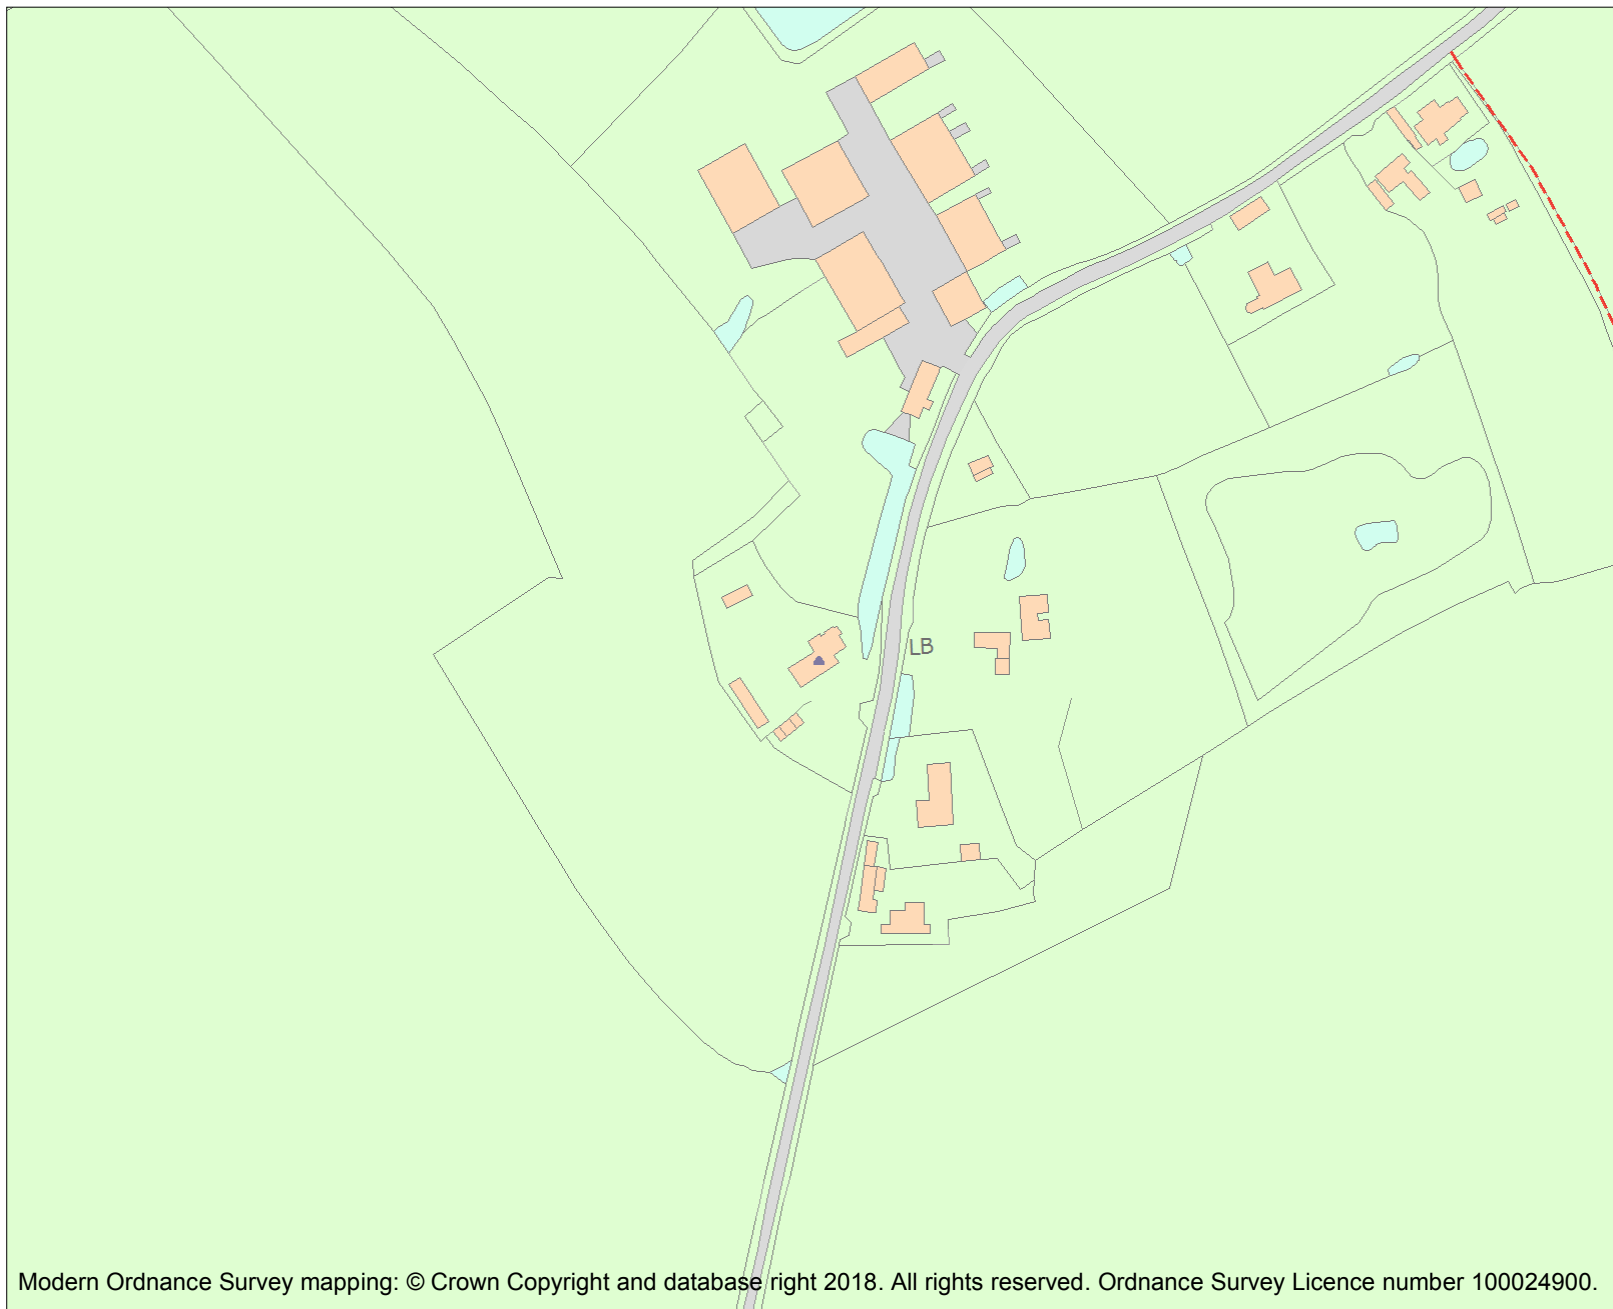 LB
Modern Ordnance Survey mapping: © Crown Copyright and database right 2018. All rights reserved. Ordnance Survey Licence number 100024900.